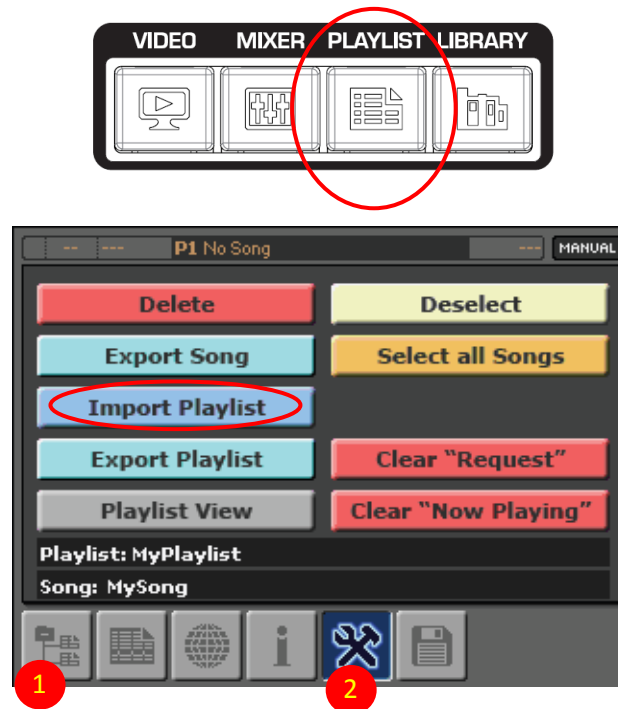 VIDEO MIXER PLAYLIST LIBRARY
-- --- P1 No Song --- MANUAL
Delete Deselect
Export Song Select all Songs
Import Playlist
Export Playlist Clear “Request”
Playlist View Clear “Now Playing”
Playlist: MyPlaylist
Song: MySong
i
1 2